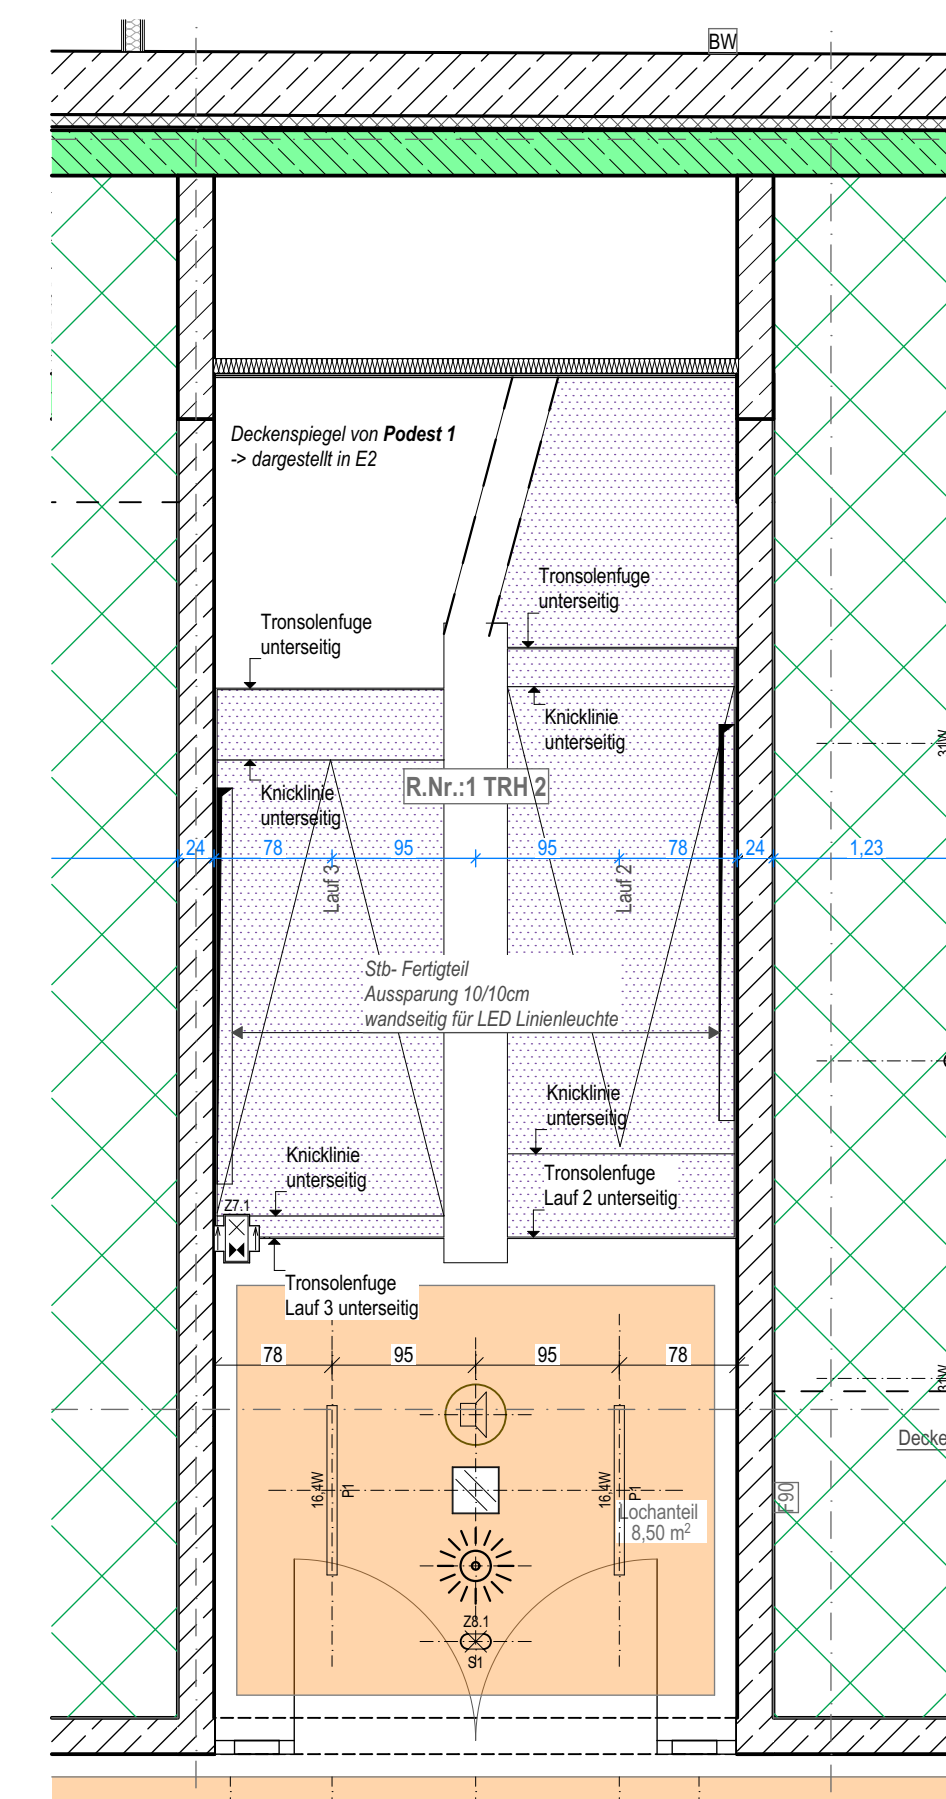 BW
Deckenspiegel von Podest 1
-> dargestellt in E2
Tronsolenfuge
unterseitig
Tronsolenfuge
unterseitig
Knicklinie
unterseitig
31W
R.Nr.:1 TRH 2
Knicklinie
unterseitig
24
78
95
95
78
24
1,23
Lauf 3
Lauf 2
Stb- Fertigteil
Aussparung 10/10cm
wandseitig für LED Linienleuchte
Knicklinie
unterseitig
Knicklinie
unterseitig
Tronsolenfuge
Lauf 2 unterseitig
Z7.1
Tronsolenfuge
Lauf 3 unterseitig
78
95
95
78
31W
Decke
16,4W
P1
16,4W
P1
Lochanteil
8,50 m²
F90
Z8.1
S1